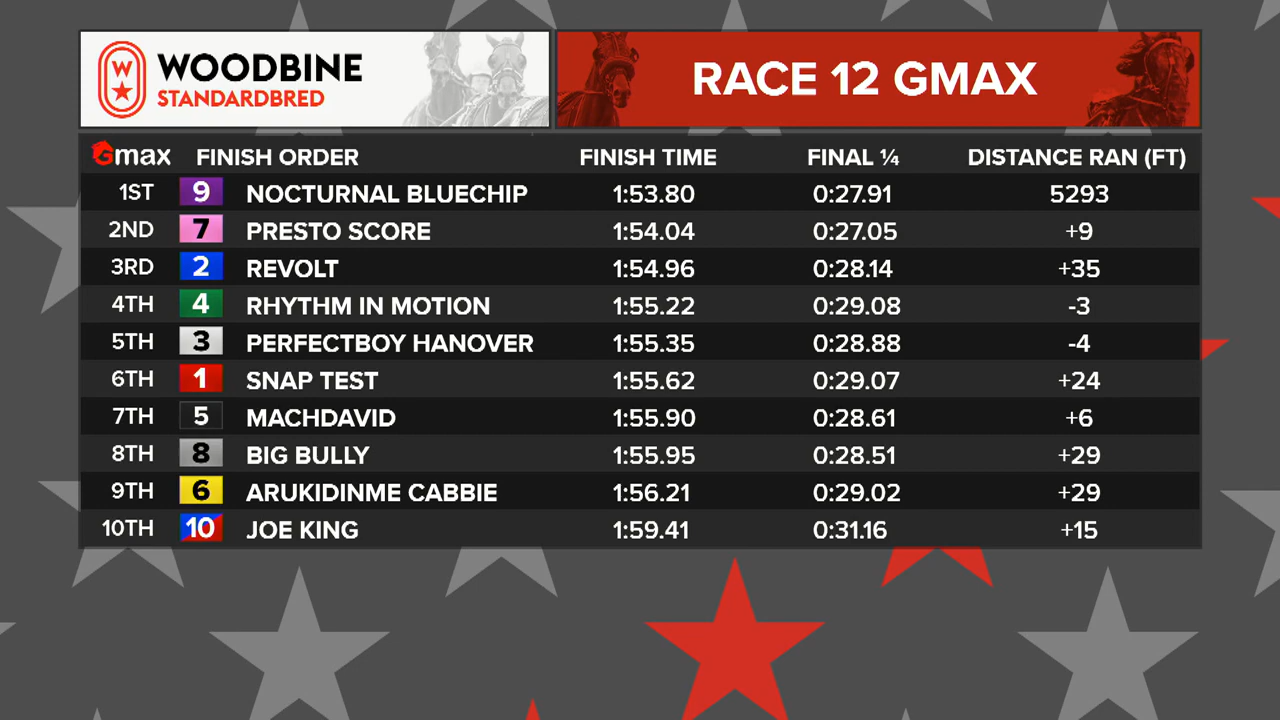 W
WOODBINE
STANDARDBRED
RACE 12 GMAX
Gmax FINISH ORDER FINISH TIME FINAL ¼ DISTANCE RAN (FT)
1ST 9 NOCTURNAL BLUECHIP 1:53.80 0:27.91 5293
2ND 7 PRESTO SCORE 1:54.04 0:27.05 +9
3RD 2 REVOLT 1:54.96 0:28.14 +35
4TH 4 RHYTHM IN MOTION 1:55.22 0:29.08 -3
5TH 3 PERFECTBOY HANOVER 1:55.35 0:28.88 -4
6TH 1 SNAP TEST 1:55.62 0:29.07 +24
7TH 5 MACHDAVID 1:55.90 0:28.61 +6
8TH 8 BIG BULLY 1:55.95 0:28.51 +29
9TH 6 ARUKIDINME CABBIE 1:56.21 0:29.02 +29
10TH 10 JOE KING 1:59.41 0:31.16 +15